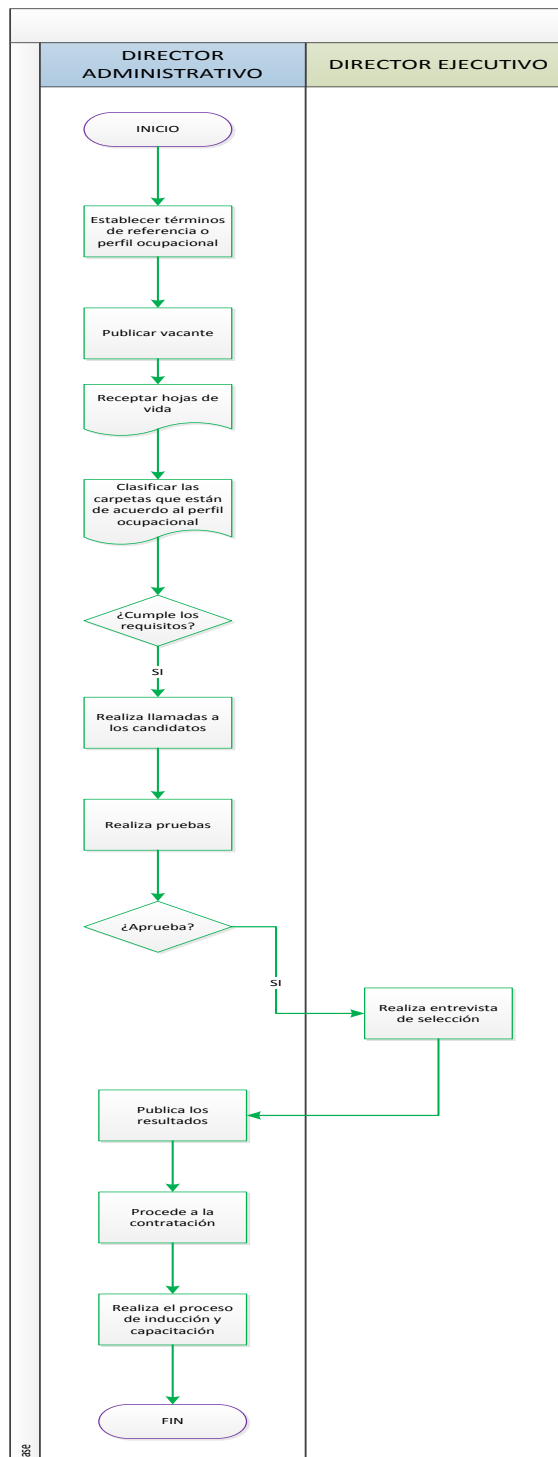 DIRECTOR
ADMINISTRATIVO
DIRECTOR EJECUTIVO
INICIO
Establecer términos
de referencia o
perfil ocupacional
Publicar vacante
Receptar hojas de
vida
Clasificar las
carpetas que están
de acuerdo al perfil
ocupacional
¿Cumple los
requisitos?
SI
Realiza llamadas a
los candidatos
Realiza pruebas
¿Aprueba?
SI
Realiza entrevista
de selección
Publica los
resultados
Procede a la
contratación
Realiza el proceso
de inducción y
capacitación
FIN